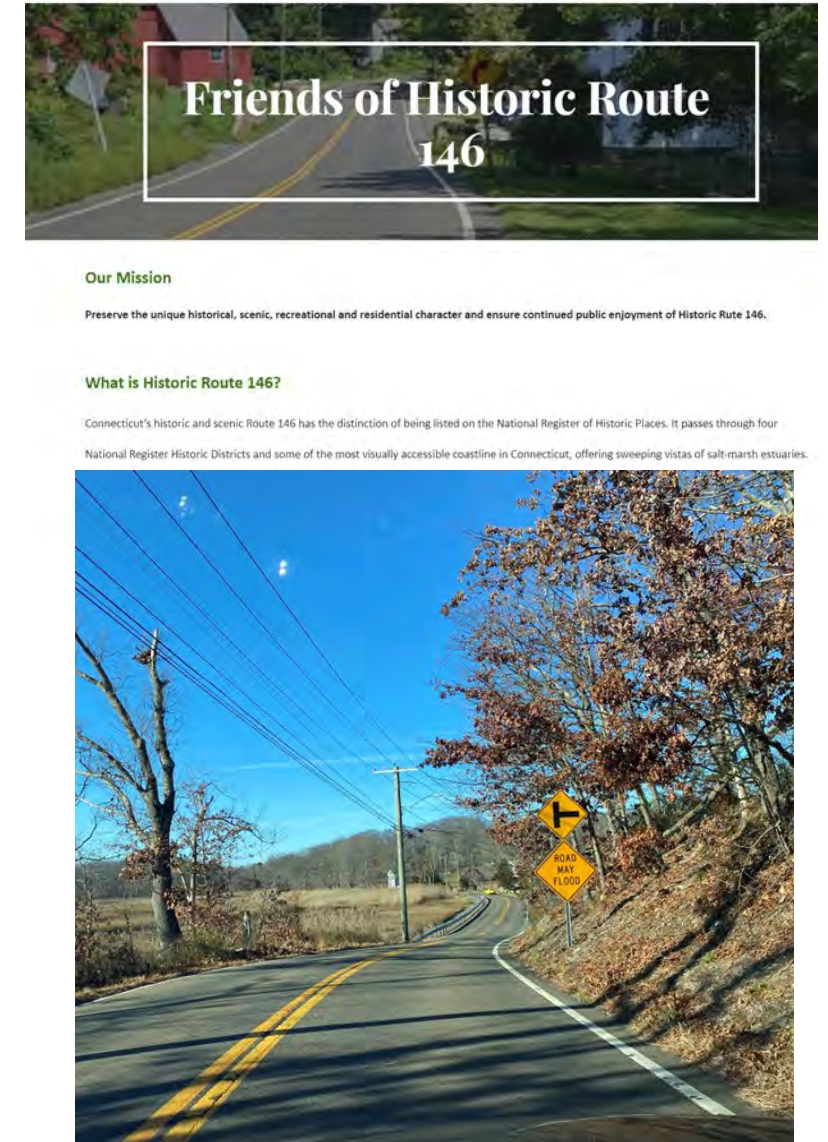 Friends of Historic Route
146
Our Mission
Preserve the unique historical, scenic, recreational and residential character and ensure continued public enjoyment of Historic Rute 146.
What is Historic Route 146?
Connecticut's historic and scenic Route 146 has the distinction of being listed on the National Register of Historic Places. It passes through four
National Register Historic Districts and some of the most visually accessible coastline in Connecticut, offering sweeping vistas of salt-marsh estuaries.
ROAD
MAY
FLOOD